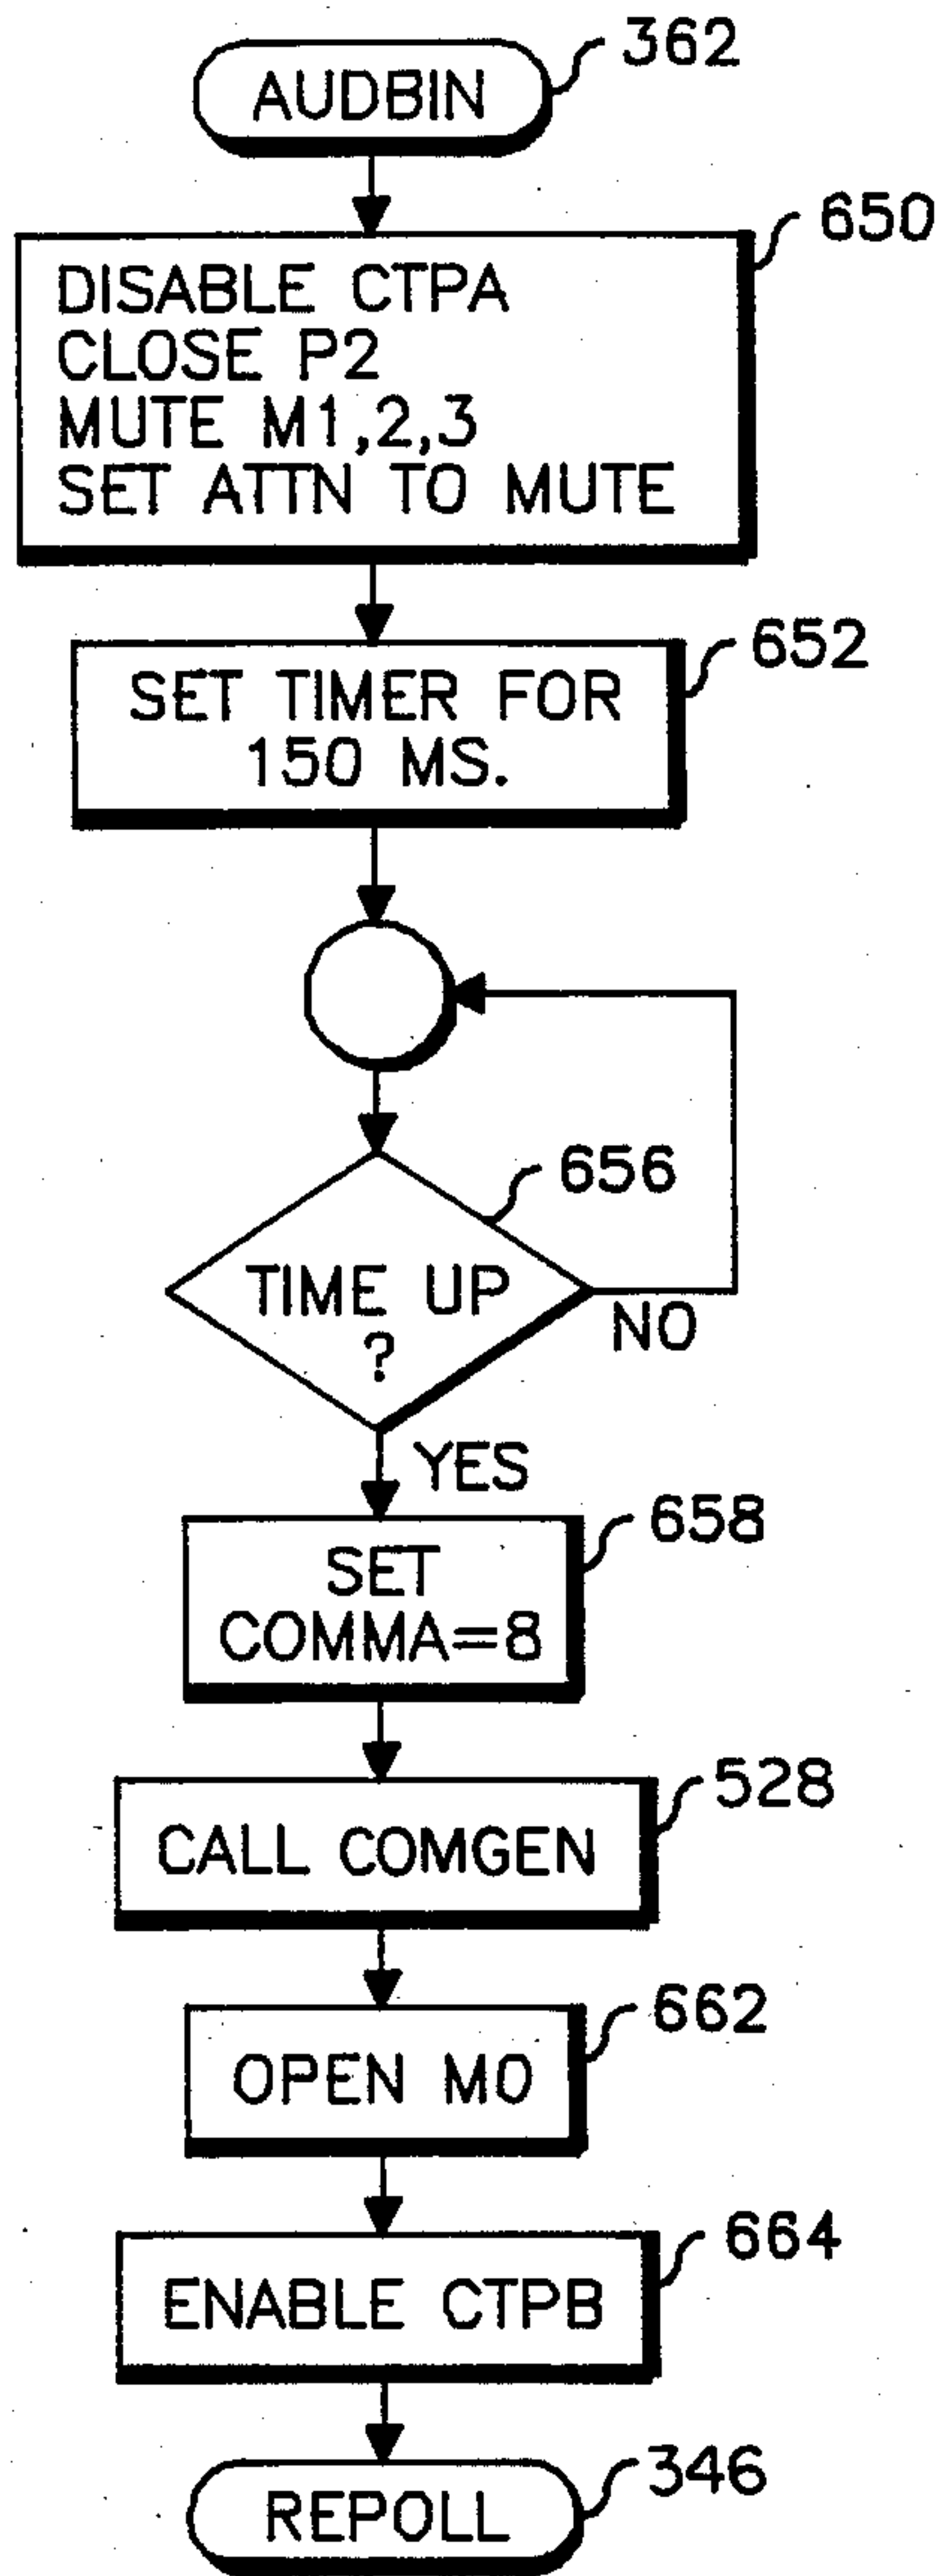 AUDBIN
362
650
DISABLE CTPA
CLOSE P2
MUTE M1,2,3
SET ATTN TO MUTE
652
SET TIMER FOR
150 MS.
656
TIME UP
?
NO
YES
658
SET
COMMA=8
528
CALL COMGEN
662
OPEN MO
664
ENABLE CTPB
346
REPOLL